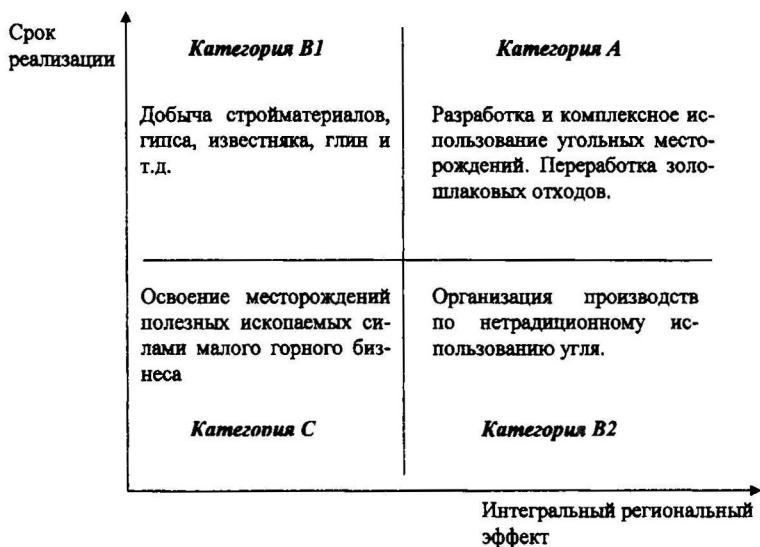 Срок
реализации
Категория В1
Категория А
Добыча стройматериалов,
гипса, известняка, глин и
т.д.
Разработка и комплексное ис-
пользование угольных место-
рождений. Переработка золо-
шлаковых отходов.
Освоение месторождений
полезных ископаемых си-
лами малого горного биз-
неса
Организация производств
по нетрадиционному ис-
пользованию угля.
Категория С
Категория В2
Интегральный региональный
эффект